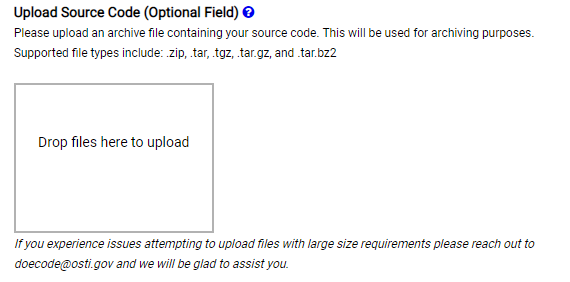 Upload Source Code (Optional Field) ?
Please upload an archive file containing your source code. This will be used for archiving purposes.
Supported file types include: .zip, .tar, .tgz, .tar.gz, and .tar.bz2
Drop files here to upload
If you experience issues attempting to upload files with large size requirements please reach out to
doecode@osti.gov and we will be glad to assist you.